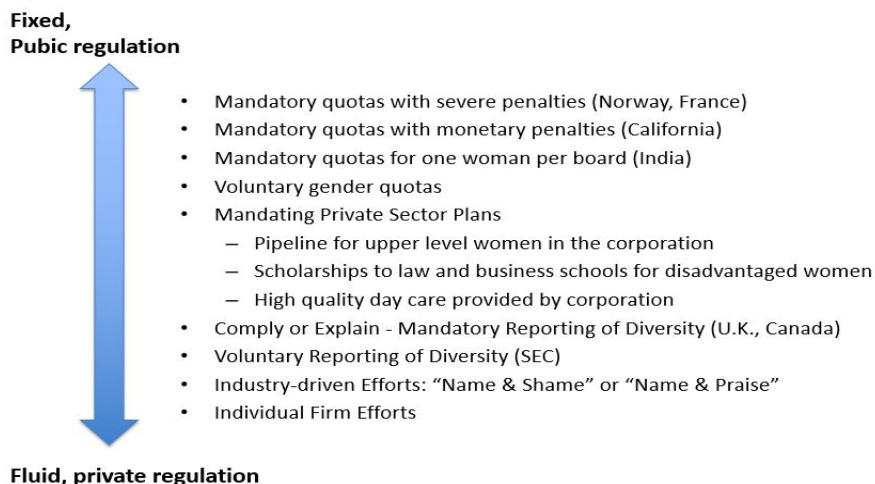 Fixed,
Pubic regulation
• Mandatory quotas with severe penalties (Norway, France)
• Mandatory quotas with monetary penalties (California)
• Mandatory quotas for one woman per board (India)
• Voluntary gender quotas
• Mandating Private Sector Plans
– Pipeline for upper level women in the corporation
– Scholarships to law and business schools for disadvantaged women
– High quality day care provided by corporation
• Comply or Explain - Mandatory Reporting of Diversity (U.K., Canada)
• Voluntary Reporting of Diversity (SEC)
• Industry-driven Efforts: “Name & Shame” or “Name & Praise”
• Individual Firm Efforts
Fluid, private regulation